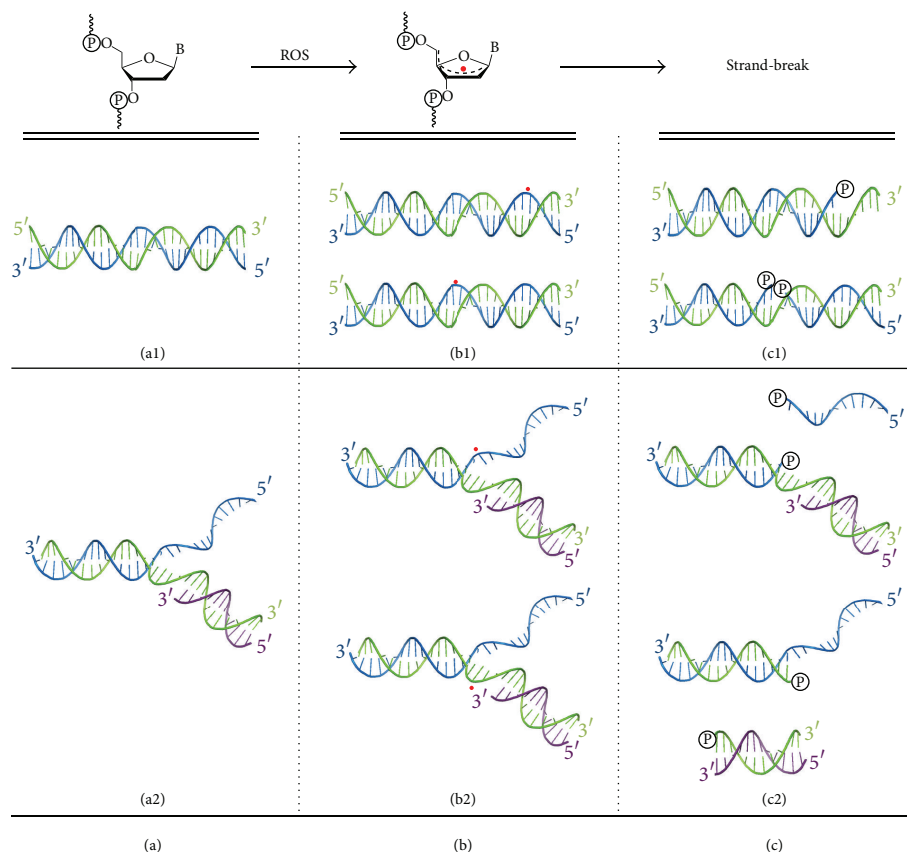 P O B
O
O
P
ROS
P O B
O
O
P
Strand-break
5′ 3′
3′ 5′
(a1)
5′ 3′
3′ 5′
5′ 3′
3′ 5′
(b1)
5′ P
3′ 3′
5′
5′ P P 3′
3′ 5′
(c1)
5′
3′
3′ 3′
5′
(a2)
5′
3′
3′ 3′
5′
5′
3′
3′ 3′
5′
(b2)
P 5′
3′ P
3′ 3′
5′
5′
3′
P
P 3′
3′ 5′
(c2)
(a) (b) (c)